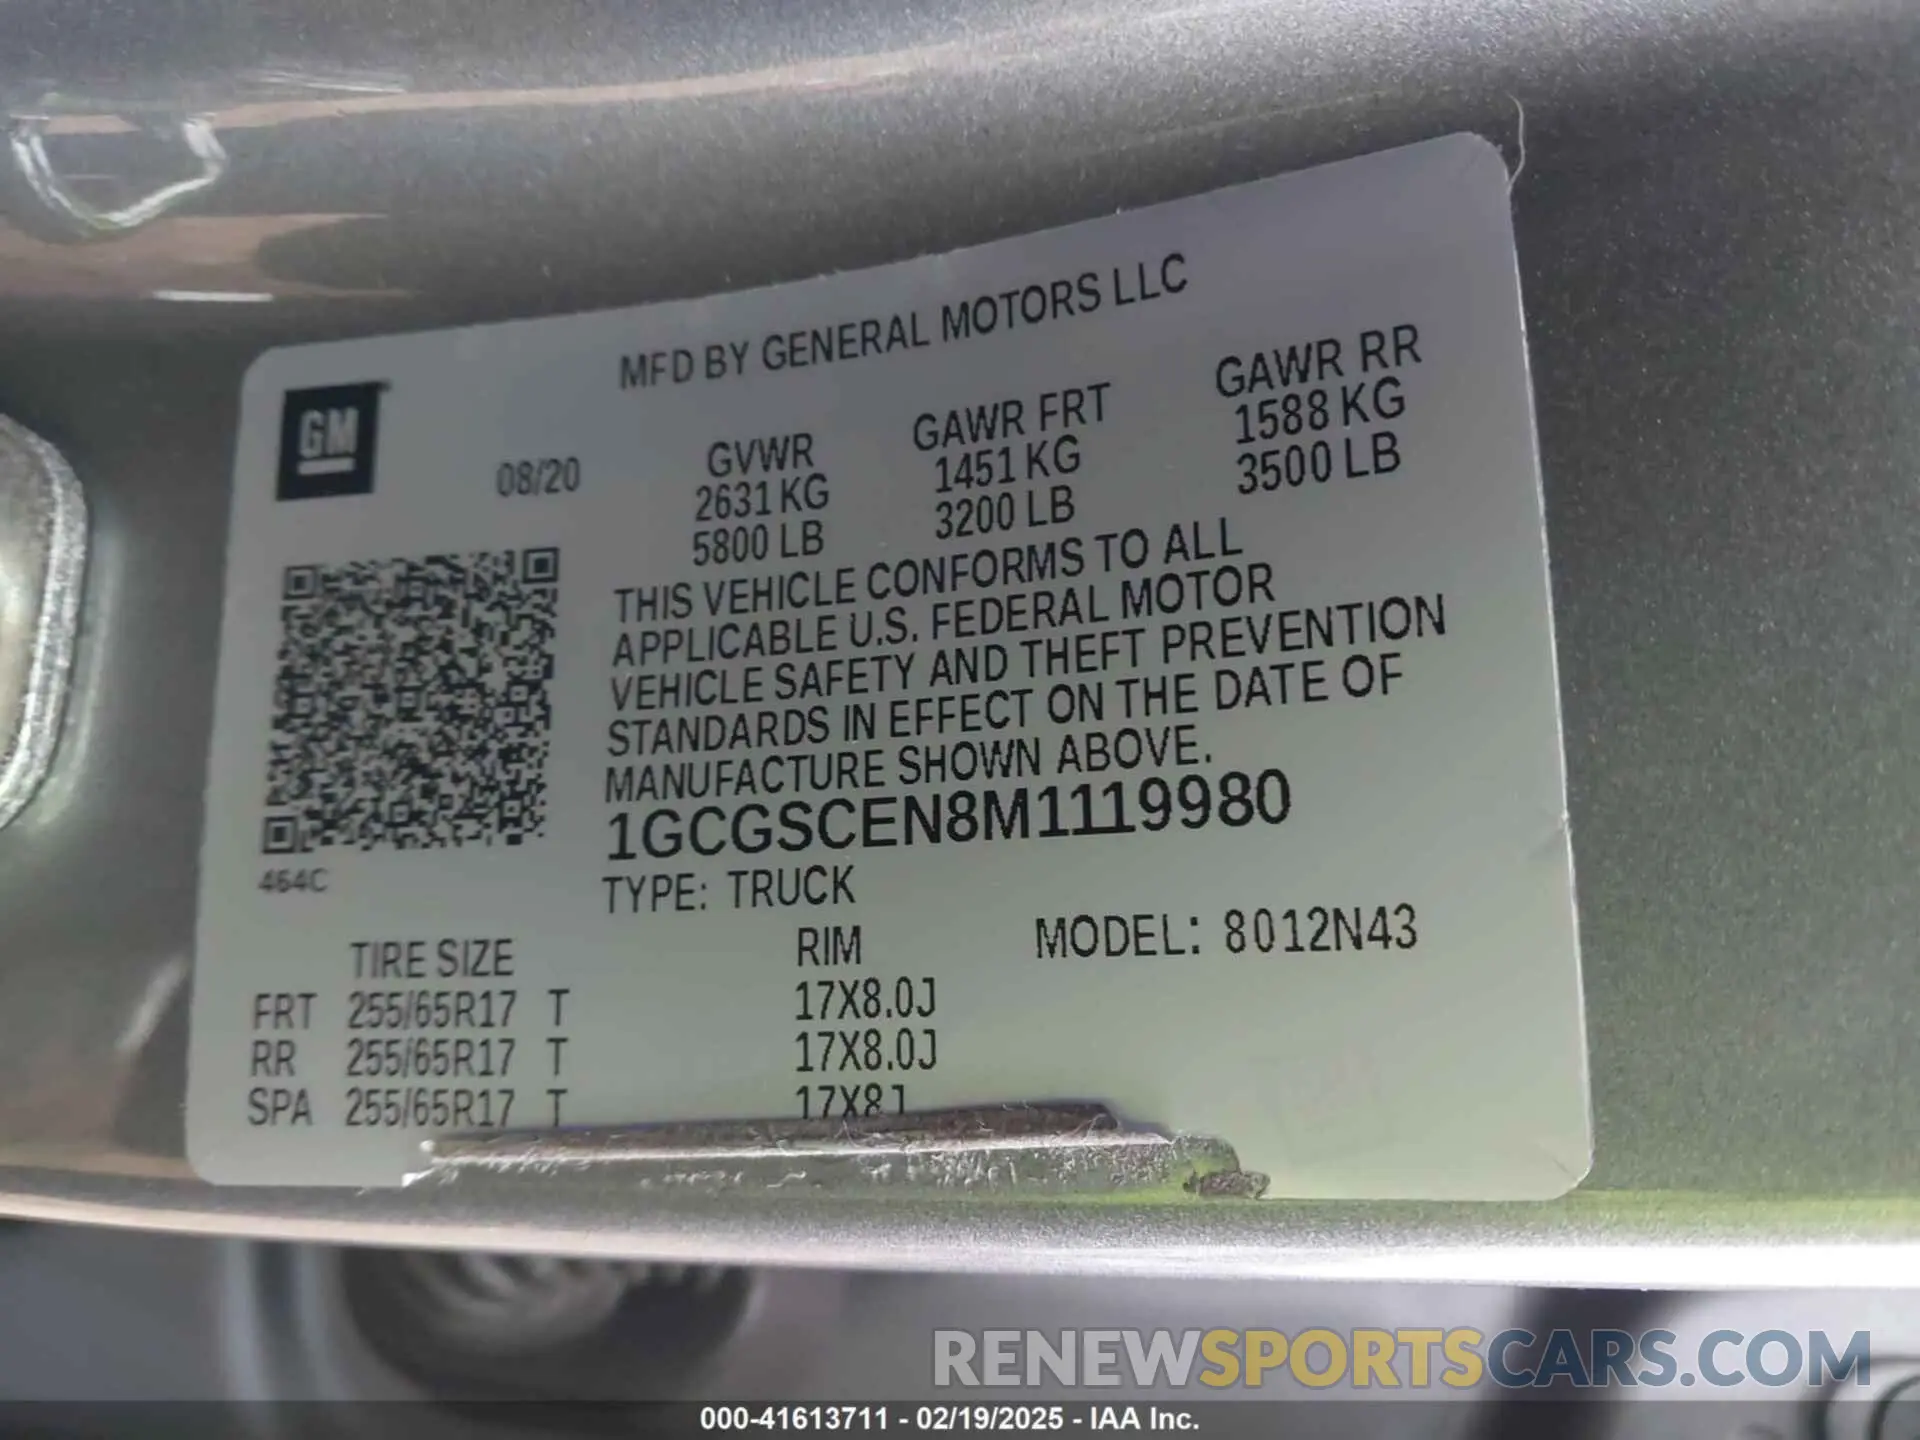 MFD BY GENERAL MOTORS LLC
GM
08/20
GVWR
2631 KG
5800 LB
GAWR FRT
1451 KG
3200 LB
GAWR RR
1588 KG
3500 LB
THIS VEHICLE CONFORMS TO ALL
APPLICABLE U.S. FEDERAL MOTOR
VEHICLE SAFETY AND THEFT PREVENTION
STANDARDS IN EFFECT ON THE DATE OF
MANUFACTURE SHOWN ABOVE.
1GCGSCEN8M1119980
464C
TYPE: TRUCK
MODEL: 8012N43
TIRE SIZE RIM
FRT 255/65R17 T 17X8.0J
RR 255/65R17 T 17X8.0J
SPA 255/65R17 T 17X8J
RENEWSPORTSCARS.COM
000-41613711 - 02/19/2025 - IAA Inc.